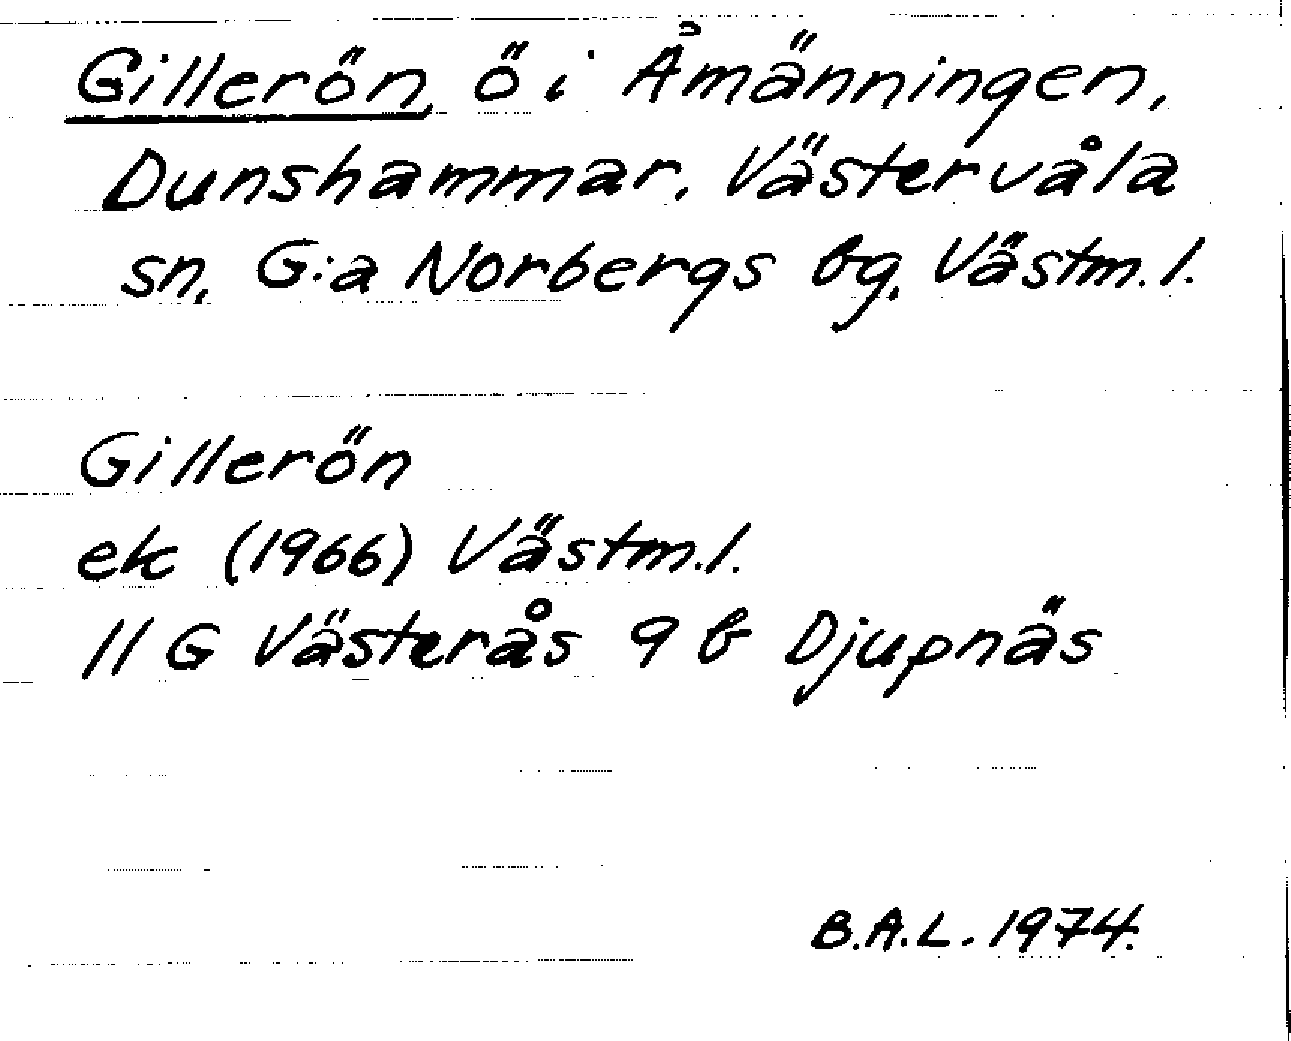 Gillerön, ö i Åmänningen,
Dunshammar, Västervåla
sn, G:a Norbergs bg, Västm.l.
Gillerön
ek (1966) Västm.l.
11 G Västerås 9 b Djupnäs
B.A.L. 1974.